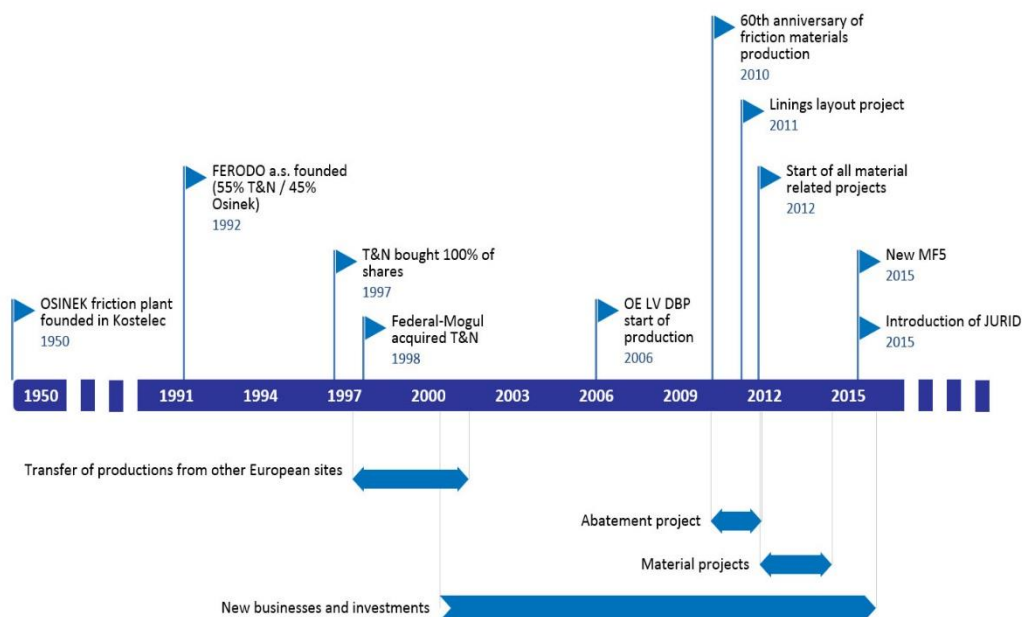 60th anniversary of
friction materials
production
2010
Linings layout project
2011
FERODO a.s. founded
(55% T&N / 45%
Osinek)
1992
Start of all material
related projects
2012
T&N bought 100% of
shares
1997
New MF5
2015
OSINEK friction plant
founded in Kostelec
1950
Federal-Mogul
acquired T&N
1998
OE LV DBP
start of
production
2006
Introduction of JURID
2015
1950 1991 1994 1997 2000 2003 2006 2009 2012 2015
Transfer of productions from other European sites
Abatement project
Material projects
New businesses and investments